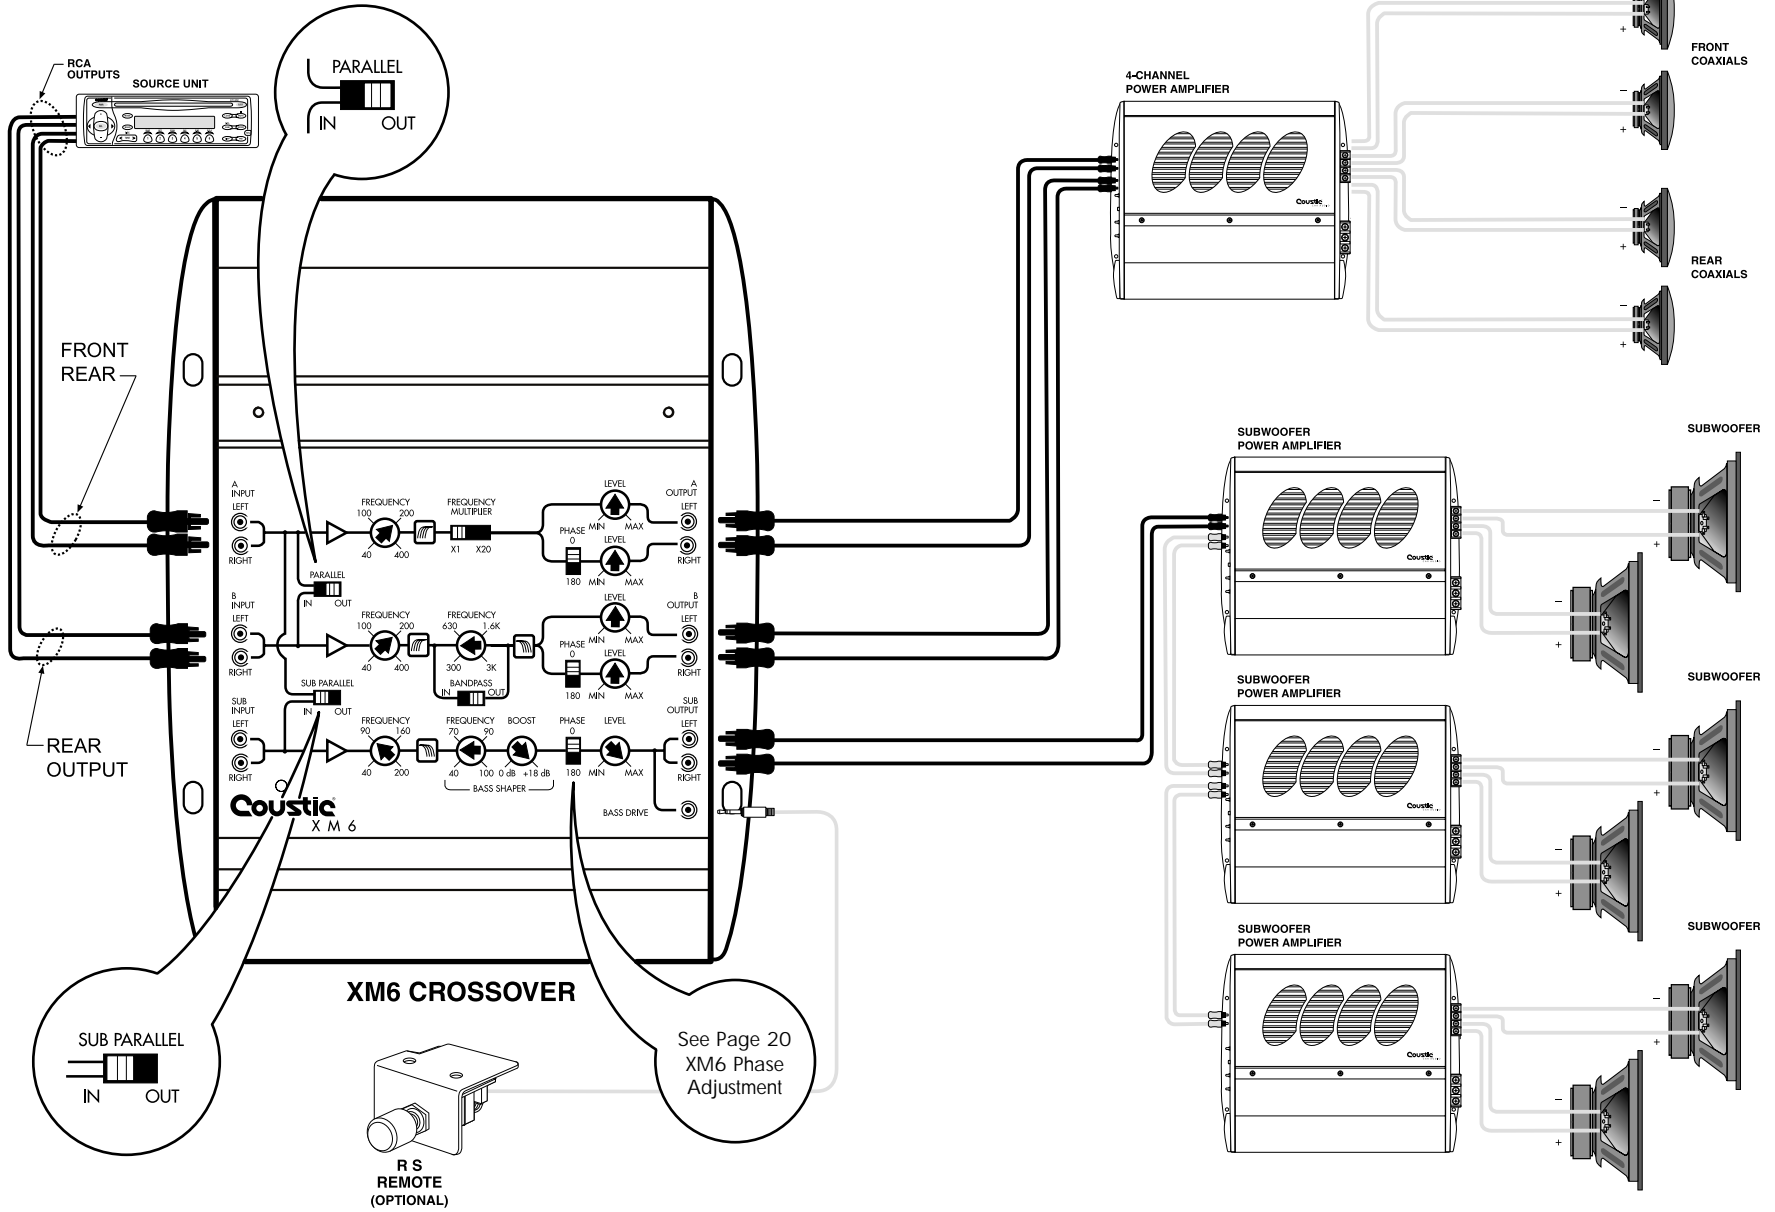 RCA
OUTPUTS
SOURCE UNIT
PARALLEL
IN OUT
4-CHANNEL
POWER AMPLIFIER
Coustic
+
FRONT
COAXIALS
−
+
−
+
REAR
COAXIALS
−
+
FRONT
REAR
REAR
OUTPUT
A
INPUT
LEFT
RIGHT
FREQUENCY
100 200
40 400
FREQUENCY
MULTIPLIER
X1 X20
PHASE
0
180
LEVEL
MIN MAX
LEVEL
MIN MAX
A
OUTPUT
LEFT
RIGHT
PARALLEL
IN OUT
B
INPUT
LEFT
RIGHT
FREQUENCY
100 200
40 400
630 1.6K
300 3K
BANDPASS
IN OUT
PHASE
0
180
LEVEL
MIN MAX
LEVEL
MIN MAX
B
OUTPUT
LEFT
RIGHT
SUB PARALLEL
IN OUT
SUB
INPUT
LEFT
RIGHT
FREQUENCY
90 160
40 200
FREQUENCY
70 90
40 100
BOOST
0 dB +18 dB
BASS SHAPER
PHASE
0
180
LEVEL
MIN MAX
SUB
OUTPUT
LEFT
RIGHT
BASS DRIVE
Coustic
XM6
XM6 CROSSOVER
SUB PARALLEL
IN OUT
See Page 20
XM6 Phase
Adjustment
R S
REMOTE
(OPTIONAL)
SUBWOOFER
POWER AMPLIFIER
Coustic
SUBWOOFER
−
+
−
+
SUBWOOFER
POWER AMPLIFIER
Coustic
SUBWOOFER
−
+
−
+
SUBWOOFER
POWER AMPLIFIER
Coustic
SUBWOOFER
−
+
−
+